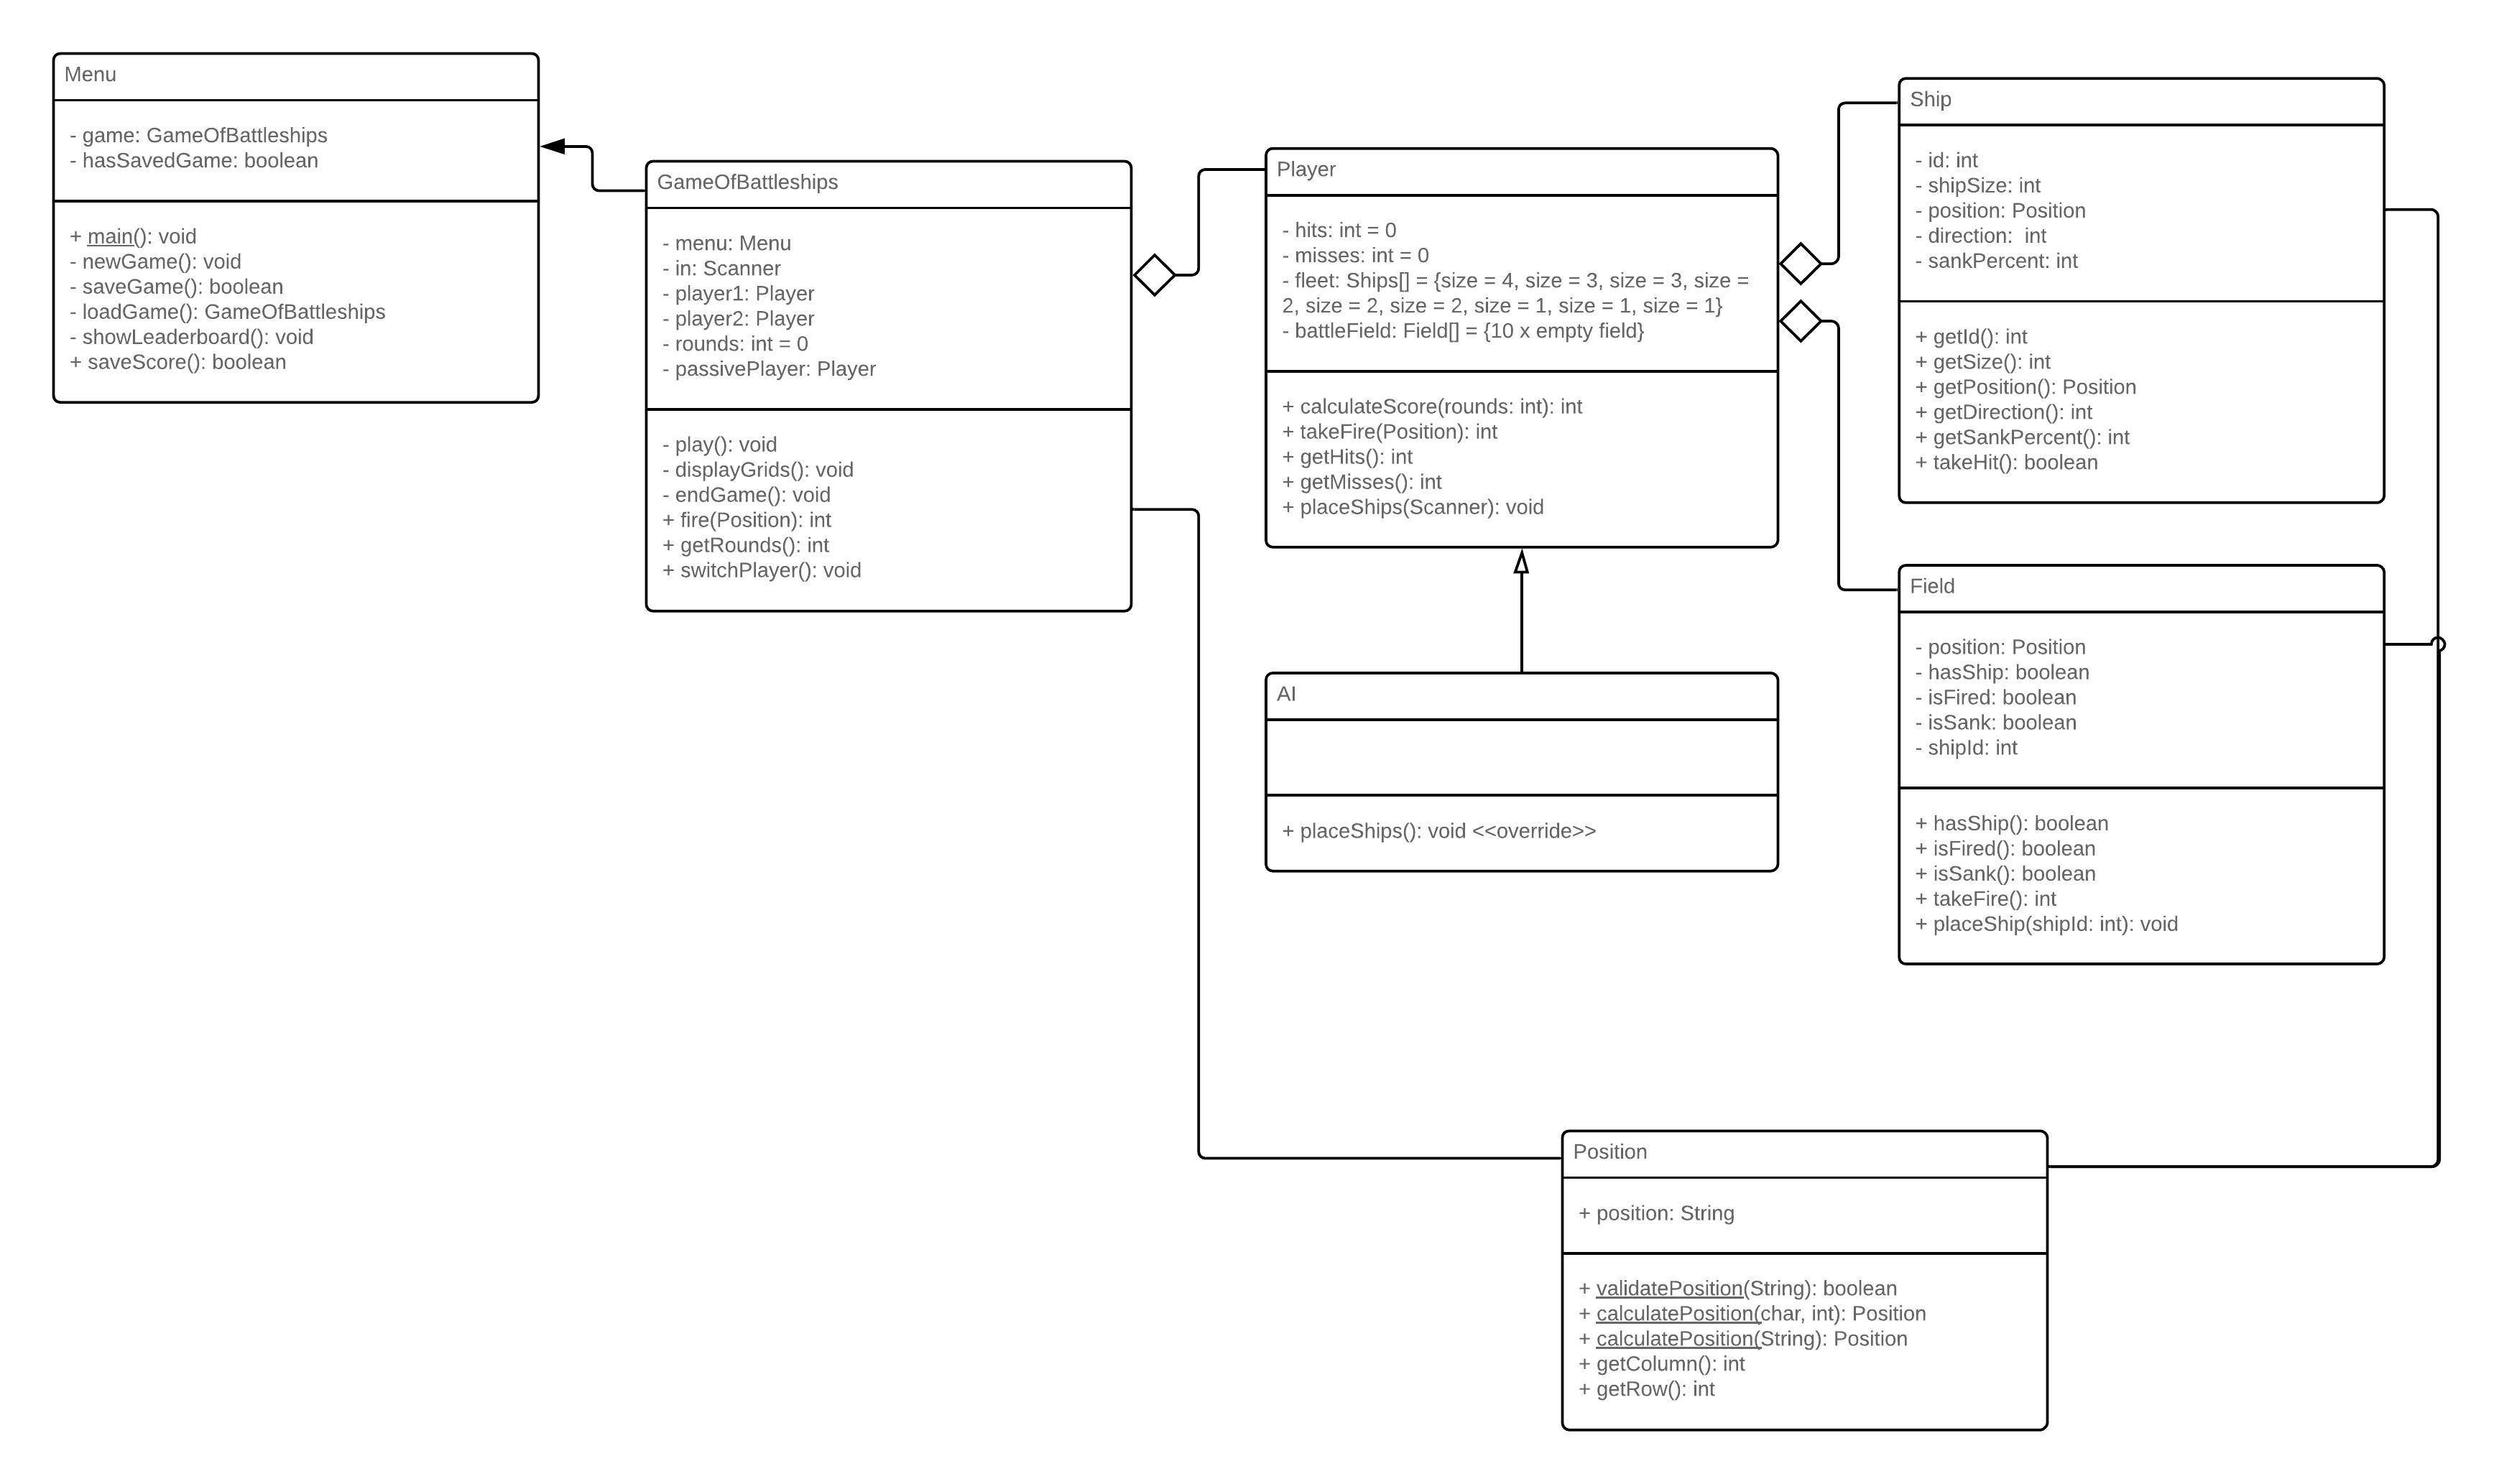 Menu
- game: GameOfBattleships
- hasSavedGame: boolean
+ main(): void
- newGame(): void
- saveGame(): boolean
- loadGame(): GameOfBattleships
- showLeaderboard(): void
+ saveScore(): boolean
GameOfBattleships
- menu: Menu
- in: Scanner
- player1: Player
- player2: Player
- rounds: int = 0
- passivePlayer: Player
- play(): void
- displayGrids(): void
- endGame(): void
+ fire(Position): int
+ getRounds(): int
+ switchPlayer(): void
Player
- hits: int = 0
- misses: int = 0
- fleet: Ships[] = {size = 4, size = 3, size = 3, size =
2, size = 2, size = 2, size = 1, size = 1, size = 1}
- battleField: Field[] = {10 x empty field}
+ calculateScore(rounds: int): int
+ takeFire(Position): int
+ getHits(): int
+ getMisses(): int
+ placeShips(Scanner): void
AI
+ placeShips(): void <<override>>
Ship
- id: int
- shipSize: int
- position: Position
- direction:  int
- sankPercent: int
+ getId(): int
+ getSize(): int
+ getPosition(): Position
+ getDirection(): int
+ getSankPercent(): int
+ takeHit(): boolean
Field
- position: Position
- hasShip: boolean
- isFired: boolean
- isSank: boolean
- shipId: int
+ hasShip(): boolean
+ isFired(): boolean
+ isSank(): boolean
+ takeFire(): int
+ placeShip(shipId: int): void
Position
+ position: String
+ validatePosition(String): boolean
+ calculatePosition(char, int): Position
+ calculatePosition(String): Position
+ getColumn(): int
+ getRow(): int